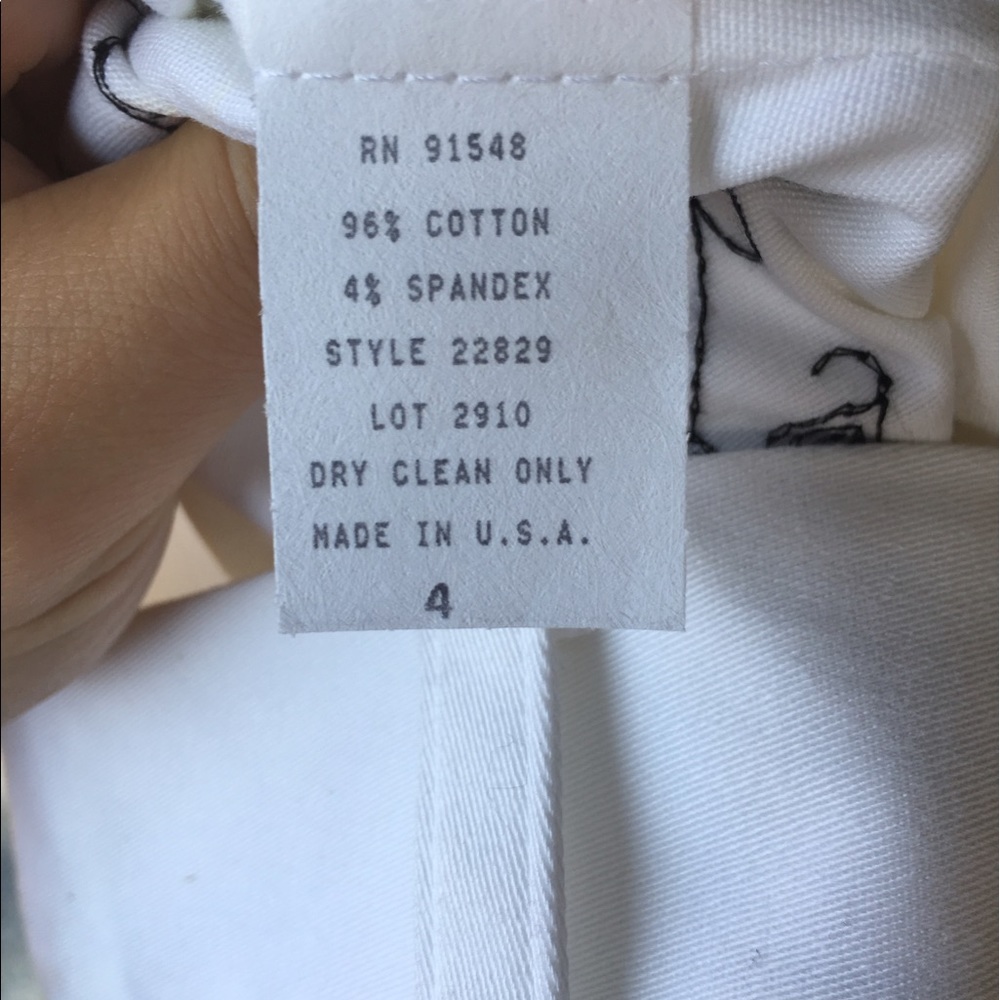 RN 91548
96% COTTON
4% SPANDEX
STYLE 22829
LOT 2910
DRY CLEAN ONLY
MADE IN U.S.A.
4